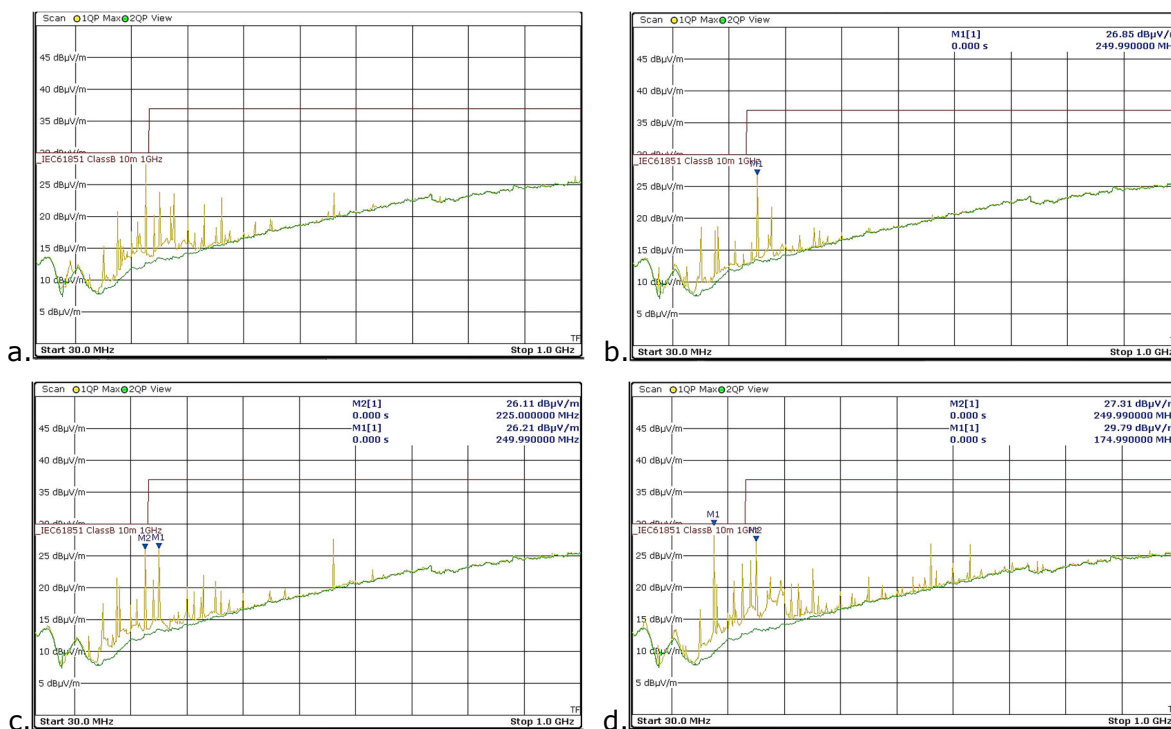 Scan 1QP Max 2QP View
45 dBµV/m
40 dBµV/m
35 dBµV/m
_IEC61851 ClassB 10m 1GHz
25 dBµV/m
20 dBµV/m
15 dBµV/m
10 dBµV/m
5 dBµV/m
TF
Start 30.0 MHz Stop 1.0 GHz
a.
Scan 1QP Max 2QP View
M1[1] 26.85 dBµV/m
0.000 s 249.990000 MH
45 dBµV/m
40 dBµV/m
35 dBµV/m
_IEC61851 ClassB 10m 1GHz
M1
25 dBµV/m
20 dBµV/m
15 dBµV/m
10 dBµV/m
5 dBµV/m
Start 30.0 MHz Stop 1.0 GHz
b.
Scan 1QP Max 2QP View
M2[1] 26.11 dBµV/m
0.000 s 225.000000 MHz
M1[1] 26.21 dBµV/m
0.000 s 249.990000 MHz
45 dBµV/m
40 dBµV/m
35 dBµV/m
_IEC61851 ClassB 10m 1GHz
M2 M1
25 dBµV/m
20 dBµV/m
15 dBµV/m
10 dBµV/m
5 dBµV/m
TF
Start 30.0 MHz Stop 1.0 GHz
c.
Scan 1QP Max 2QP View
M2[1] 27.31 dBµV/m
0.000 s 249.990000 MH
M1[1] 29.79 dBµV/m
0.000 s 174.990000 MH
45 dBµV/m
40 dBµV/m
35 dBµV/m
M1
_IEC61851 ClassB 10m 1GHz
M2
25 dBµV/m
20 dBµV/m
15 dBµV/m
10 dBµV/m
5 dBµV/m
Start 30.0 MHz Stop 1.0 GHz
d.